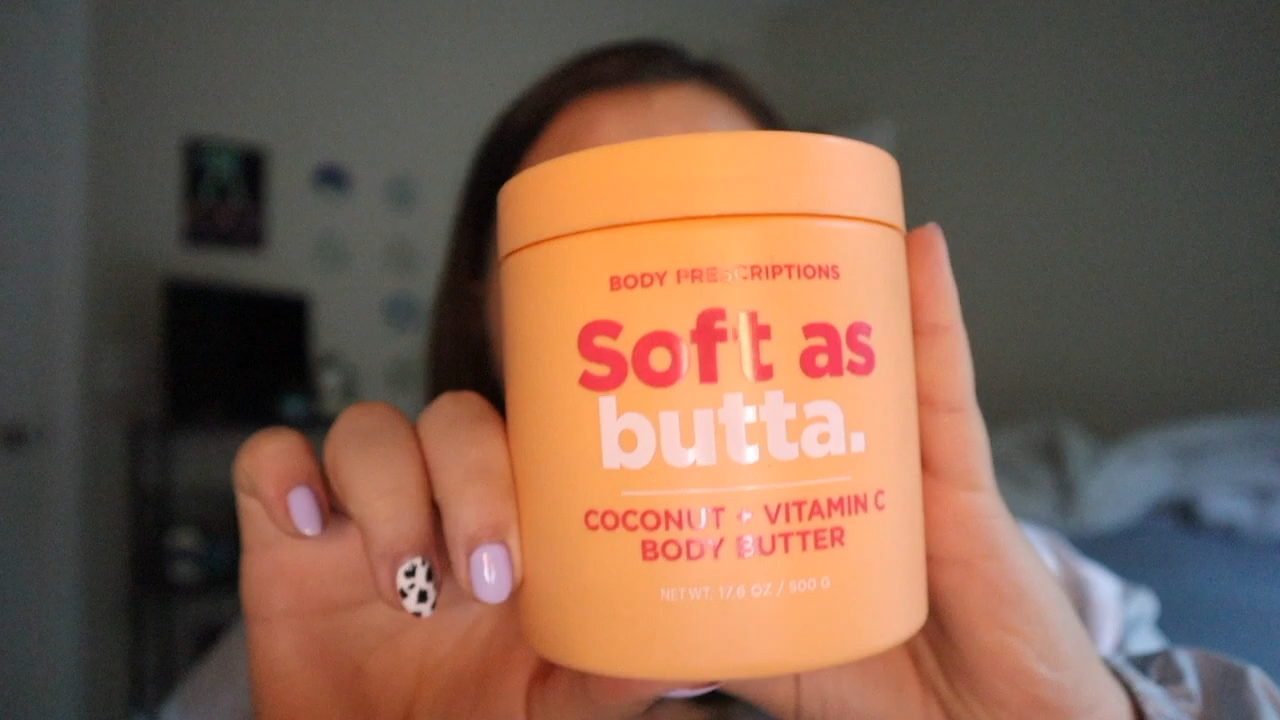 BODY PRESCRIPTIONS
Soft as
butta.
COCONUT + VITAMIN C
BODY BUTTER
NET WT. 17.6 OZ / 500 G